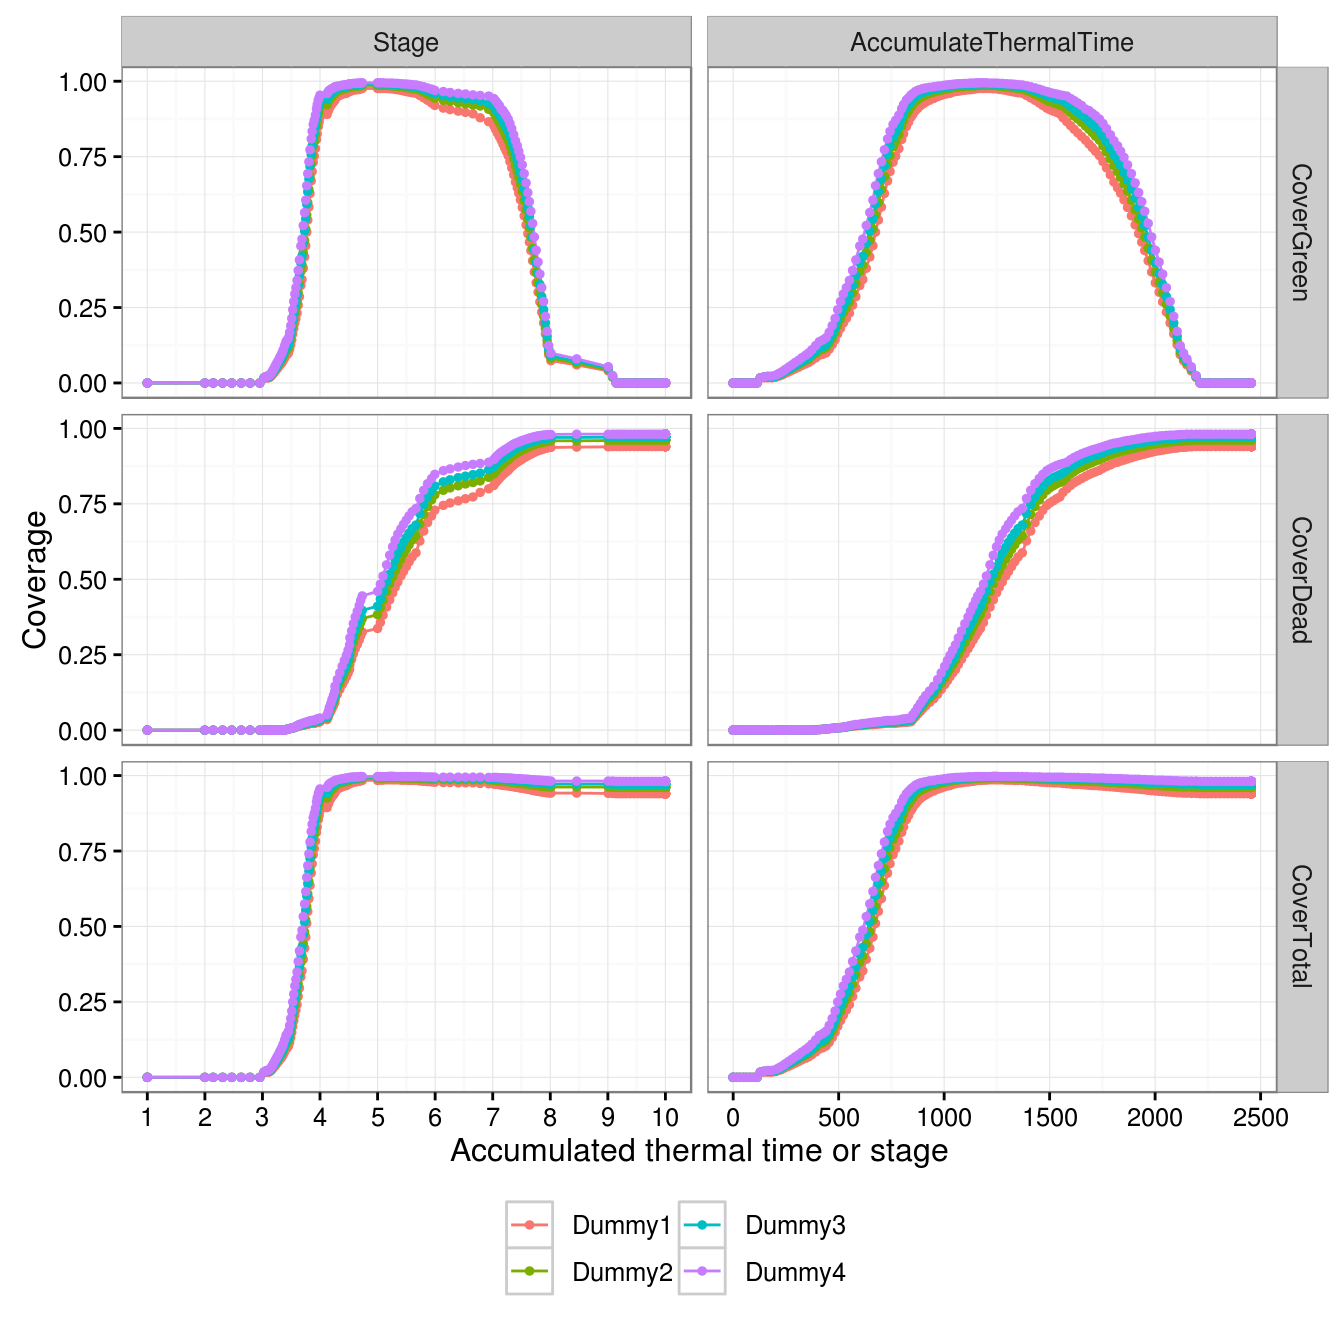 Stage
AccumulateThermalTime
1.00
0.75
0.50
0.25
0.00
CoverGreen
1.00
0.75
0.50
0.25
0.00
CoverDead
1.00
0.75
0.50
0.25
0.00
CoverTotal
Coverage
1 2 3 4 5 6 7 8 9 10
0 500 1000 1500 2000 2500
Accumulated thermal time or stage
Dummy1 Dummy3
Dummy2 Dummy4